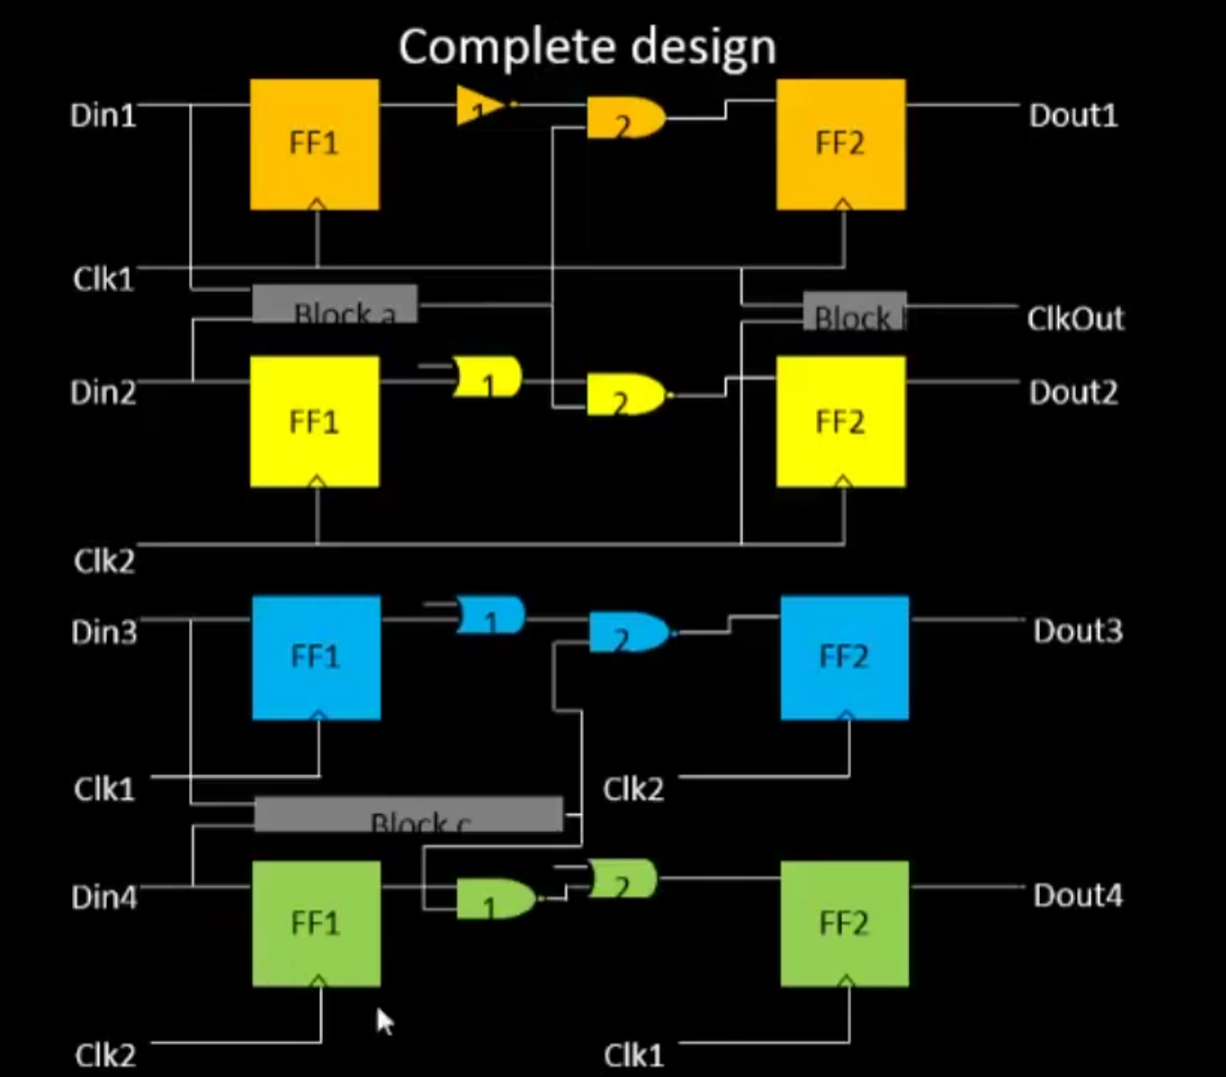 Complete design
Din1
FF1
1
2
FF2
Dout1
Clk1
Block a
Block
ClkOut
Din2
FF1
1
2
FF2
Dout2
Clk2
Din3
FF1
1
2
FF2
Dout3
Clk1
Clk2
Block c
Din4
FF1
1
2
FF2
Dout4
Clk2
Clk1